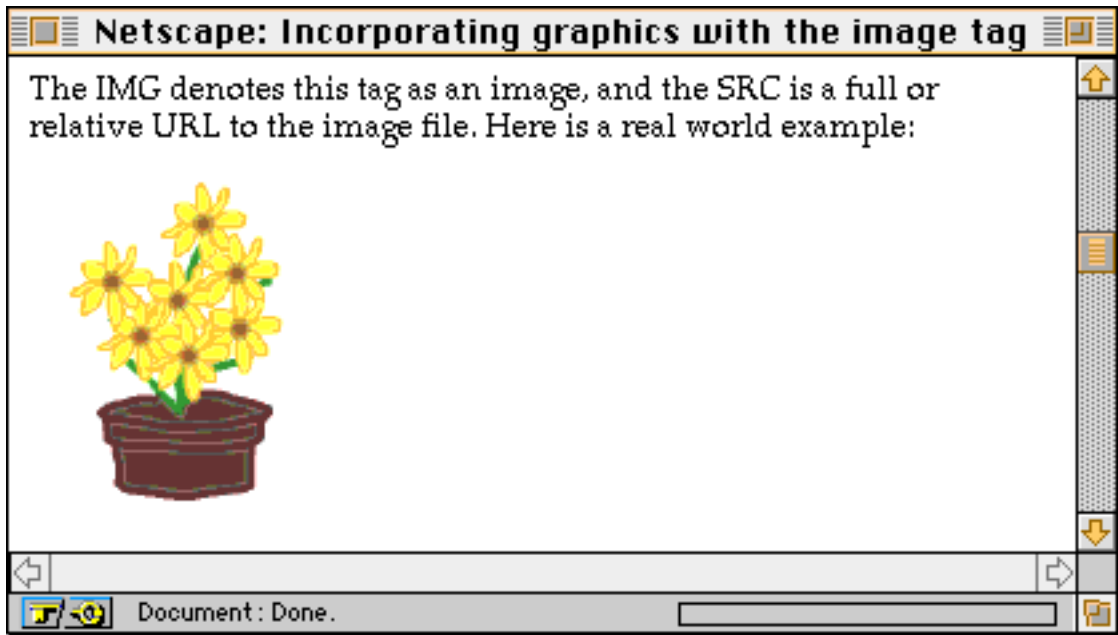 Netscape: Incorporating graphics with the image tag
The IMG denotes this tag as an image, and the SRC is a full or
relative URL to the image file. Here is a real world example:
Document: Done.